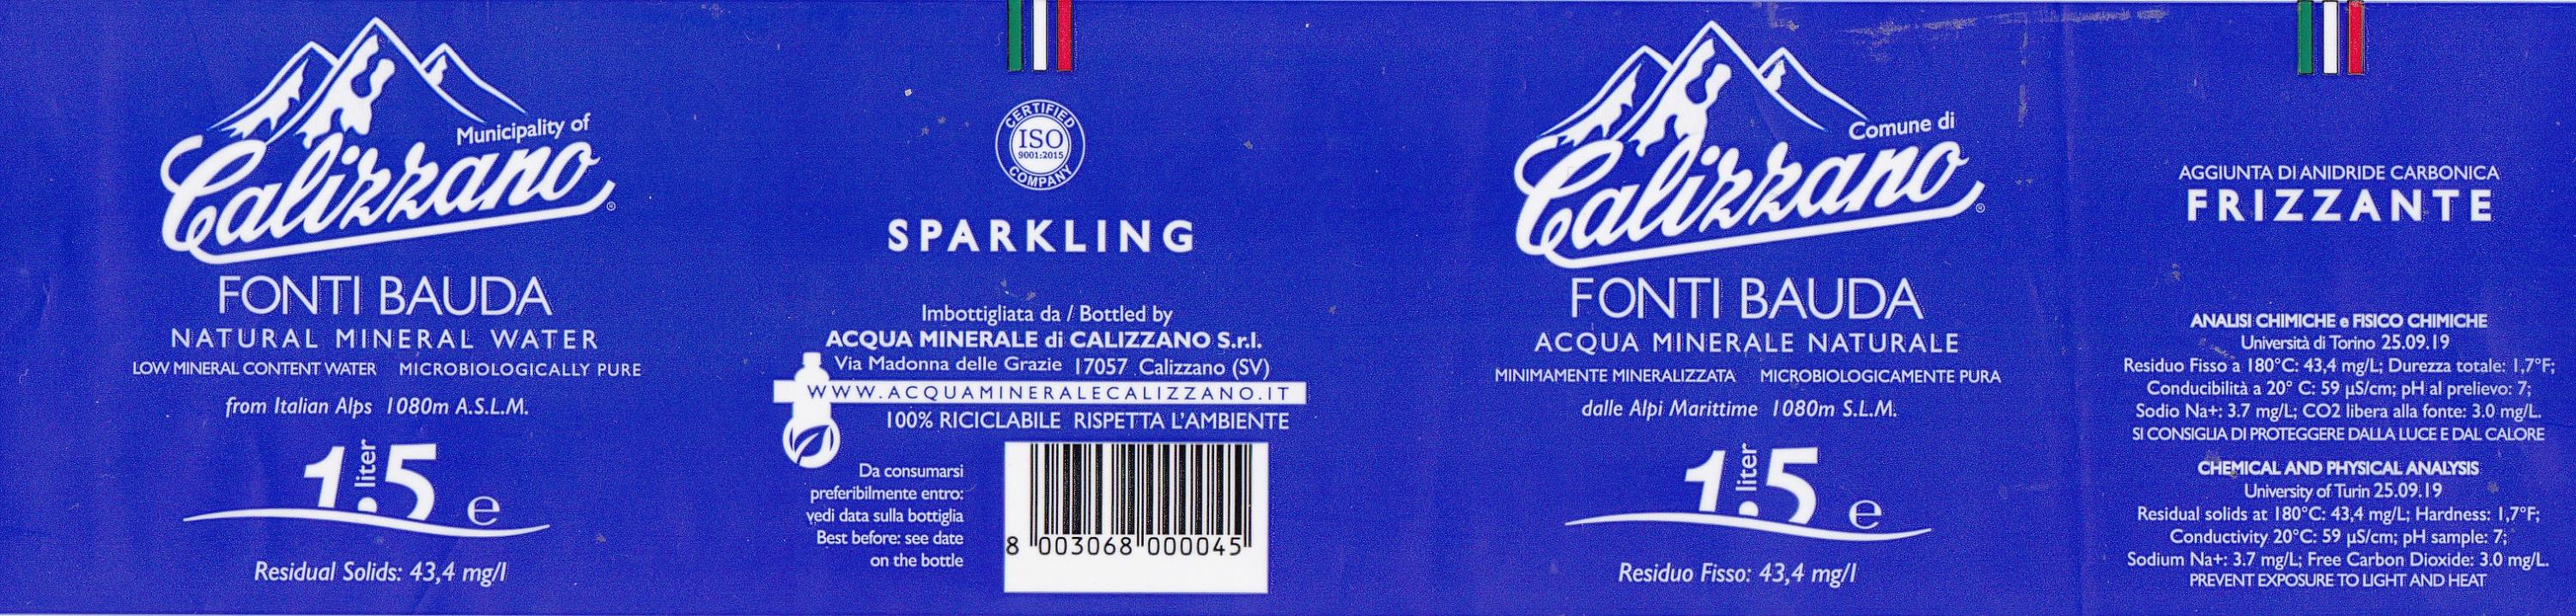 Municipality of
Calizzano
FONTI BAUDA
NATURAL MINERAL WATER
LOW MINERAL CONTENT WATER MICROBIOLOGICALLY PURE
from Italian Alps 1080m A.S.L.M.
1.5 liter e
Residual Solids: 43,4 mg/l
CERTIFIED
ISO
9001:2015
COMPANY
SPARKLING
Imbottigliata da / Bottled by
ACQUA MINERALE di CALIZZANO S.r.l.
Via Madonna delle Grazie 17057 Calizzano (SV)
WWW.ACQUAMINERALECALIZZANO.IT
100% RICICLABILE RISPETTA L'AMBIENTE
Da consumarsi
preferibilmente entro:
vedi data sulla bottiglia
Best before: see date
on the bottle
8 003068 000045
Comune di
Calizzano
FONTI BAUDA
ACQUA MINERALE NATURALE
MINIMAMENTE MINERALIZZATA MICROBIOLOGICAMENTE PURA
dalle Alpi Marittime 1080m S.L.M.
1.5 liter e
Residuo Fisso: 43,4 mg/l
AGGIUNTA DI ANIDRIDE CARBONICA
FRIZZANTE
ANALISI CHIMICHE e FISICO CHIMICHE
Università di Torino 25.09.19
Residuo Fisso a 180°C: 43,4 mg/L; Durezza totale: 1,7°F;
Conducibilità a 20° C: 59 µS/cm; pH al prelievo: 7;
Sodio Na+: 3.7 mg/L; CO2 libera alla fonte: 3.0 mg/L.
SI CONSIGLIA DI PROTEGGERE DALLA LUCE E DAL CALORE
CHEMICAL AND PHYSICAL ANALYSIS
University of Turin 25.09.19
Residual solids at 180°C: 43,4 mg/L; Hardness: 1,7°F;
Conductivity 20°C: 59 µS/cm; pH sample: 7;
Sodium Na+: 3.7 mg/L; Free Carbon Dioxide: 3.0 mg/L.
PREVENT EXPOSURE TO LIGHT AND HEAT